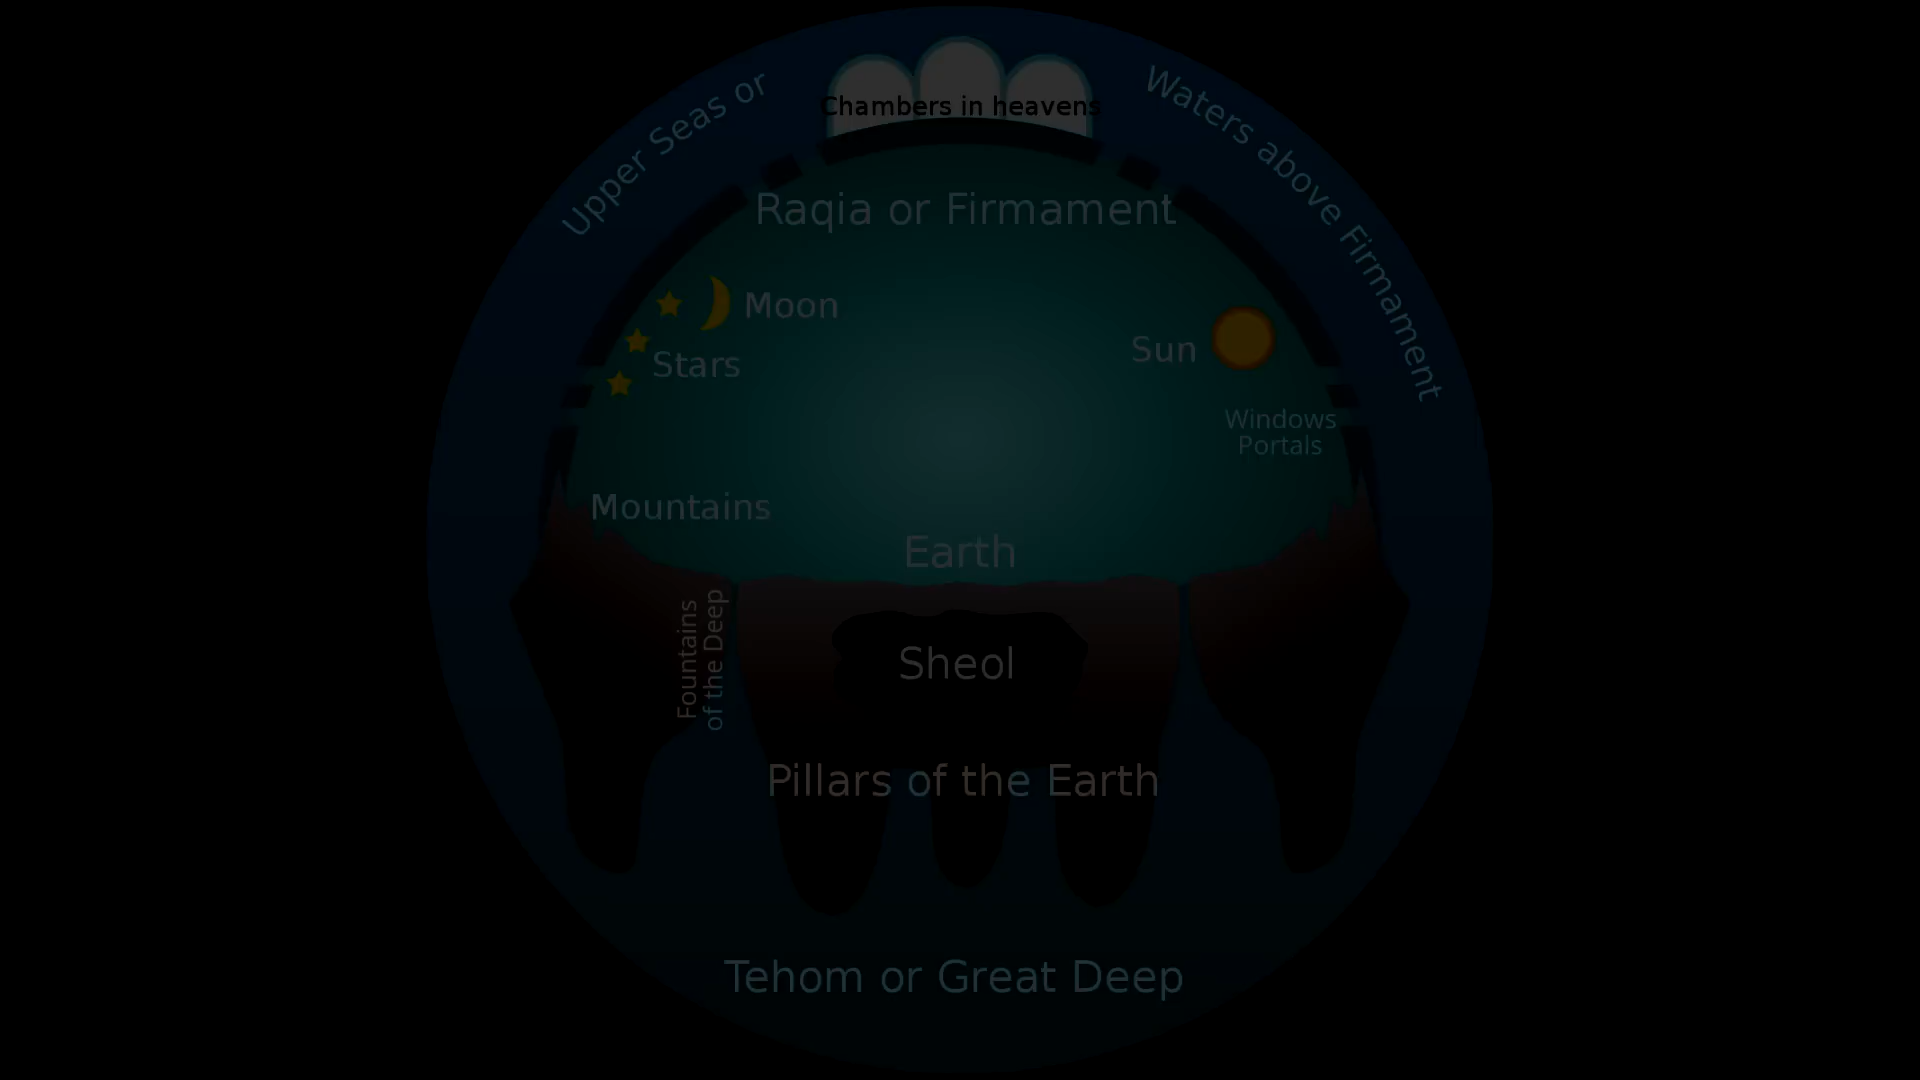 Upper Seas or
Waters above Firmament
Chambers in heavens
Raqia or Firmament
Moon
Stars
Sun
Windows
Portals
Mountains
Earth
Fountains
of the Deep
Sheol
Pillars of the Earth
Tehom or Great Deep